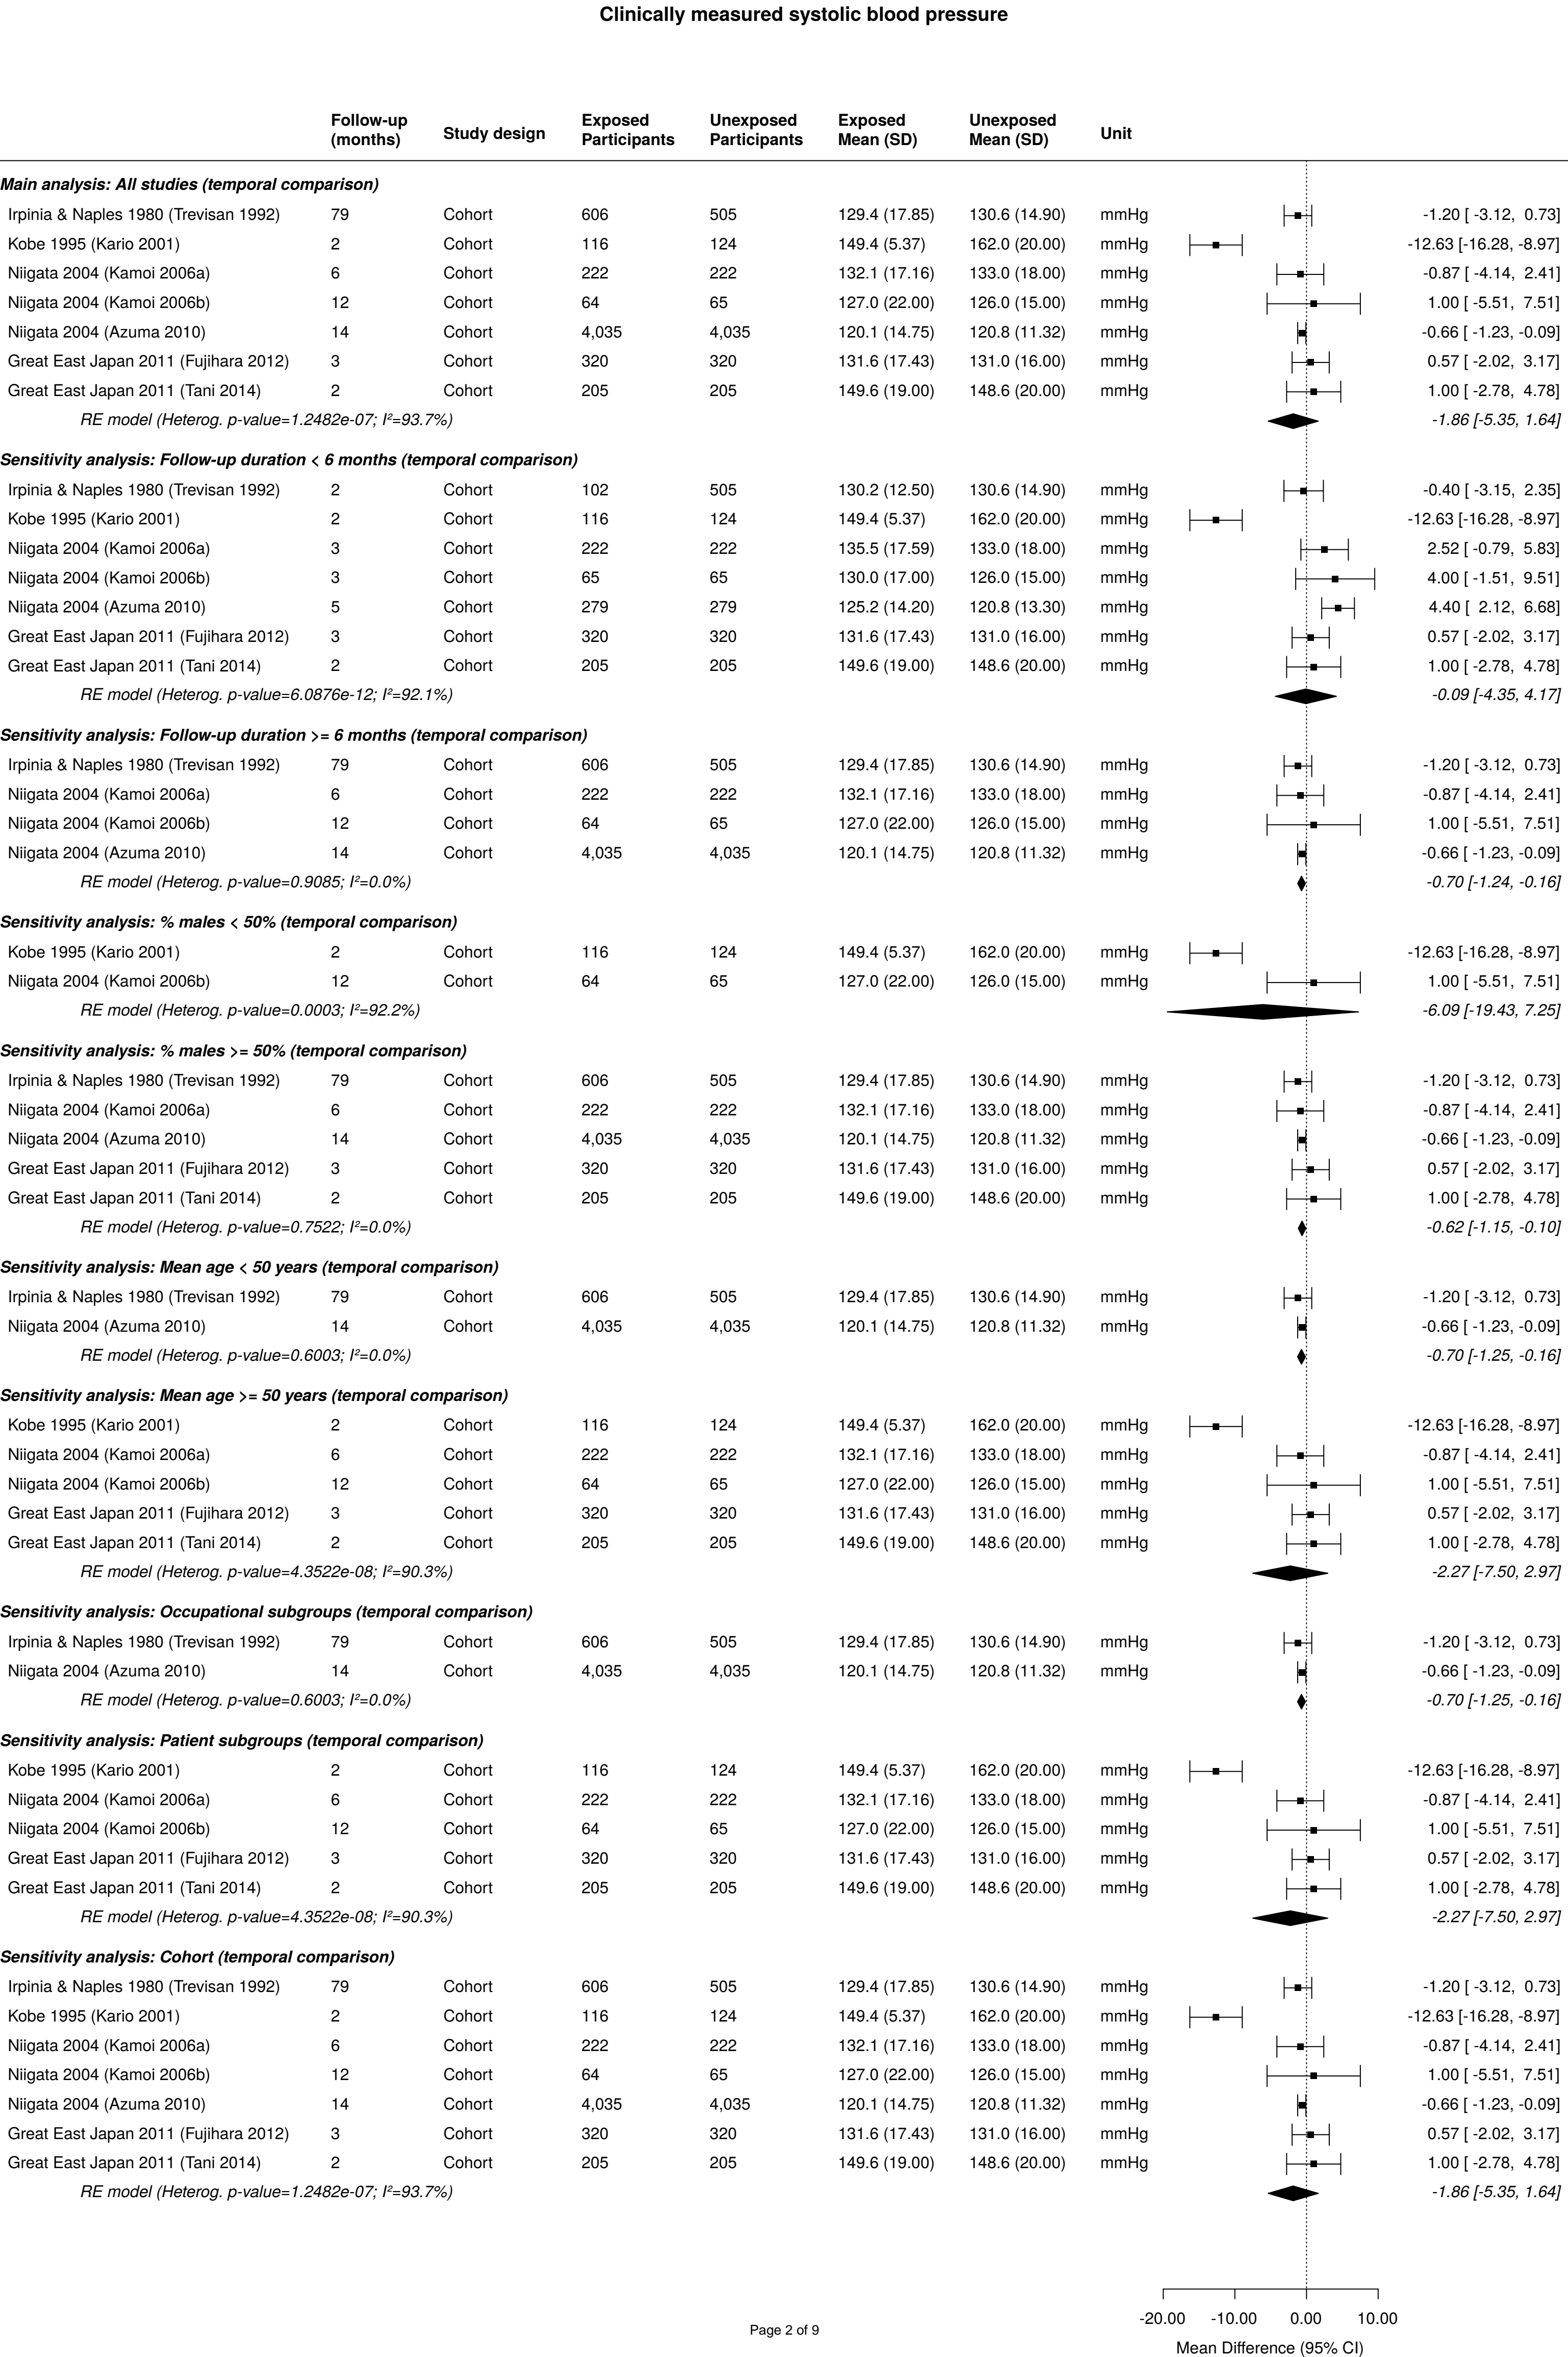 Clinically measured systolic blood pressure
Follow-up (months) Study design Exposed Participants Unexposed Participants Exposed Mean (SD) Unexposed Mean (SD) Unit
Main analysis: All studies (temporal comparison)
Irpinia & Naples 1980 (Trevisan 1992) 79 Cohort 606 505 129.4 (17.85) 130.6 (14.90) mmHg -1.20 [ -3.12, 0.73]
Kobe 1995 (Kario 2001) 2 Cohort 116 124 149.4 (5.37) 162.0 (20.00) mmHg -12.63 [-16.28, -8.97]
Niigata 2004 (Kamoi 2006a) 6 Cohort 222 222 132.1 (17.16) 133.0 (18.00) mmHg -0.87 [ -4.14, 2.41]
Niigata 2004 (Kamoi 2006b) 12 Cohort 64 65 127.0 (22.00) 126.0 (15.00) mmHg 1.00 [ -5.51, 7.51]
Niigata 2004 (Azuma 2010) 14 Cohort 4,035 4,035 120.1 (14.75) 120.8 (11.32) mmHg -0.66 [ -1.23, -0.09]
Great East Japan 2011 (Fujihara 2012) 3 Cohort 320 320 131.6 (17.43) 131.0 (16.00) mmHg 0.57 [ -2.02, 3.17]
Great East Japan 2011 (Tani 2014) 2 Cohort 205 205 149.6 (19.00) 148.6 (20.00) mmHg 1.00 [ -2.78, 4.78]
RE model (Heterog. p-value=1.2482e-07; I²=93.7%) -1.86 [-5.35, 1.64]
Sensitivity analysis: Follow-up duration < 6 months (temporal comparison)
Irpinia & Naples 1980 (Trevisan 1992) 2 Cohort 102 505 130.2 (12.50) 130.6 (14.90) mmHg -0.40 [ -3.15, 2.35]
Kobe 1995 (Kario 2001) 2 Cohort 116 124 149.4 (5.37) 162.0 (20.00) mmHg -12.63 [-16.28, -8.97]
Niigata 2004 (Kamoi 2006a) 3 Cohort 222 222 135.5 (17.59) 133.0 (18.00) mmHg 2.52 [ -0.79, 5.83]
Niigata 2004 (Kamoi 2006b) 3 Cohort 65 65 130.0 (17.00) 126.0 (15.00) mmHg 4.00 [ -1.51, 9.51]
Niigata 2004 (Azuma 2010) 5 Cohort 279 279 125.2 (14.20) 120.8 (13.30) mmHg 4.40 [ 2.12, 6.68]
Great East Japan 2011 (Fujihara 2012) 3 Cohort 320 320 131.6 (17.43) 131.0 (16.00) mmHg 0.57 [ -2.02, 3.17]
Great East Japan 2011 (Tani 2014) 2 Cohort 205 205 149.6 (19.00) 148.6 (20.00) mmHg 1.00 [ -2.78, 4.78]
RE model (Heterog. p-value=6.0876e-12; I²=92.1%) -0.09 [-4.35, 4.17]
Sensitivity analysis: Follow-up duration >= 6 months (temporal comparison)
Irpinia & Naples 1980 (Trevisan 1992) 79 Cohort 606 505 129.4 (17.85) 130.6 (14.90) mmHg -1.20 [ -3.12, 0.73]
Niigata 2004 (Kamoi 2006a) 6 Cohort 222 222 132.1 (17.16) 133.0 (18.00) mmHg -0.87 [ -4.14, 2.41]
Niigata 2004 (Kamoi 2006b) 12 Cohort 64 65 127.0 (22.00) 126.0 (15.00) mmHg 1.00 [ -5.51, 7.51]
Niigata 2004 (Azuma 2010) 14 Cohort 4,035 4,035 120.1 (14.75) 120.8 (11.32) mmHg -0.66 [ -1.23, -0.09]
RE model (Heterog. p-value=0.9085; I²=0.0%) -0.70 [-1.24, -0.16]
Sensitivity analysis: % males < 50% (temporal comparison)
Kobe 1995 (Kario 2001) 2 Cohort 116 124 149.4 (5.37) 162.0 (20.00) mmHg -12.63 [-16.28, -8.97]
Niigata 2004 (Kamoi 2006b) 12 Cohort 64 65 127.0 (22.00) 126.0 (15.00) mmHg 1.00 [ -5.51, 7.51]
RE model (Heterog. p-value=0.0003; I²=92.2%) -6.09 [-19.43, 7.25]
Sensitivity analysis: % males >= 50% (temporal comparison)
Irpinia & Naples 1980 (Trevisan 1992) 79 Cohort 606 505 129.4 (17.85) 130.6 (14.90) mmHg -1.20 [ -3.12, 0.73]
Niigata 2004 (Kamoi 2006a) 6 Cohort 222 222 132.1 (17.16) 133.0 (18.00) mmHg -0.87 [ -4.14, 2.41]
Niigata 2004 (Azuma 2010) 14 Cohort 4,035 4,035 120.1 (14.75) 120.8 (11.32) mmHg -0.66 [ -1.23, -0.09]
Great East Japan 2011 (Fujihara 2012) 3 Cohort 320 320 131.6 (17.43) 131.0 (16.00) mmHg 0.57 [ -2.02, 3.17]
Great East Japan 2011 (Tani 2014) 2 Cohort 205 205 149.6 (19.00) 148.6 (20.00) mmHg 1.00 [ -2.78, 4.78]
RE model (Heterog. p-value=0.7522; I²=0.0%) -0.62 [-1.15, -0.10]
Sensitivity analysis: Mean age < 50 years (temporal comparison)
Irpinia & Naples 1980 (Trevisan 1992) 79 Cohort 606 505 129.4 (17.85) 130.6 (14.90) mmHg -1.20 [ -3.12, 0.73]
Niigata 2004 (Azuma 2010) 14 Cohort 4,035 4,035 120.1 (14.75) 120.8 (11.32) mmHg -0.66 [ -1.23, -0.09]
RE model (Heterog. p-value=0.6003; I²=0.0%) -0.70 [-1.25, -0.16]
Sensitivity analysis: Mean age >= 50 years (temporal comparison)
Kobe 1995 (Kario 2001) 2 Cohort 116 124 149.4 (5.37) 162.0 (20.00) mmHg -12.63 [-16.28, -8.97]
Niigata 2004 (Kamoi 2006a) 6 Cohort 222 222 132.1 (17.16) 133.0 (18.00) mmHg -0.87 [ -4.14, 2.41]
Niigata 2004 (Kamoi 2006b) 12 Cohort 64 65 127.0 (22.00) 126.0 (15.00) mmHg 1.00 [ -5.51, 7.51]
Great East Japan 2011 (Fujihara 2012) 3 Cohort 320 320 131.6 (17.43) 131.0 (16.00) mmHg 0.57 [ -2.02, 3.17]
Great East Japan 2011 (Tani 2014) 2 Cohort 205 205 149.6 (19.00) 148.6 (20.00) mmHg 1.00 [ -2.78, 4.78]
RE model (Heterog. p-value=4.3522e-08; I²=90.3%) -2.27 [-7.50, 2.97]
Sensitivity analysis: Occupational subgroups (temporal comparison)
Irpinia & Naples 1980 (Trevisan 1992) 79 Cohort 606 505 129.4 (17.85) 130.6 (14.90) mmHg -1.20 [ -3.12, 0.73]
Niigata 2004 (Azuma 2010) 14 Cohort 4,035 4,035 120.1 (14.75) 120.8 (11.32) mmHg -0.66 [ -1.23, -0.09]
RE model (Heterog. p-value=0.6003; I²=0.0%) -0.70 [-1.25, -0.16]
Sensitivity analysis: Patient subgroups (temporal comparison)
Kobe 1995 (Kario 2001) 2 Cohort 116 124 149.4 (5.37) 162.0 (20.00) mmHg -12.63 [-16.28, -8.97]
Niigata 2004 (Kamoi 2006a) 6 Cohort 222 222 132.1 (17.16) 133.0 (18.00) mmHg -0.87 [ -4.14, 2.41]
Niigata 2004 (Kamoi 2006b) 12 Cohort 64 65 127.0 (22.00) 126.0 (15.00) mmHg 1.00 [ -5.51, 7.51]
Great East Japan 2011 (Fujihara 2012) 3 Cohort 320 320 131.6 (17.43) 131.0 (16.00) mmHg 0.57 [ -2.02, 3.17]
Great East Japan 2011 (Tani 2014) 2 Cohort 205 205 149.6 (19.00) 148.6 (20.00) mmHg 1.00 [ -2.78, 4.78]
RE model (Heterog. p-value=4.3522e-08; I²=90.3%) -2.27 [-7.50, 2.97]
Sensitivity analysis: Cohort (temporal comparison)
Irpinia & Naples 1980 (Trevisan 1992) 79 Cohort 606 505 129.4 (17.85) 130.6 (14.90) mmHg -1.20 [ -3.12, 0.73]
Kobe 1995 (Kario 2001) 2 Cohort 116 124 149.4 (5.37) 162.0 (20.00) mmHg -12.63 [-16.28, -8.97]
Niigata 2004 (Kamoi 2006a) 6 Cohort 222 222 132.1 (17.16) 133.0 (18.00) mmHg -0.87 [ -4.14, 2.41]
Niigata 2004 (Kamoi 2006b) 12 Cohort 64 65 127.0 (22.00) 126.0 (15.00) mmHg 1.00 [ -5.51, 7.51]
Niigata 2004 (Azuma 2010) 14 Cohort 4,035 4,035 120.1 (14.75) 120.8 (11.32) mmHg -0.66 [ -1.23, -0.09]
Great East Japan 2011 (Fujihara 2012) 3 Cohort 320 320 131.6 (17.43) 131.0 (16.00) mmHg 0.57 [ -2.02, 3.17]
Great East Japan 2011 (Tani 2014) 2 Cohort 205 205 149.6 (19.00) 148.6 (20.00) mmHg 1.00 [ -2.78, 4.78]
RE model (Heterog. p-value=1.2482e-07; I²=93.7%) -1.86 [-5.35, 1.64]
-20.00 -10.00 0.00 10.00
Page 2 of 9
Mean Difference (95% CI)